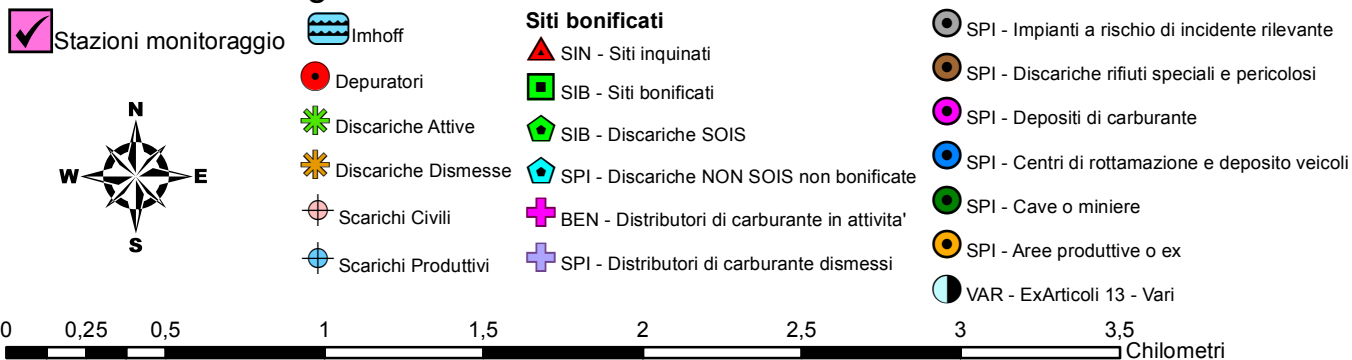 Stazioni monitoraggio
N
W E
S
Imhoff
Depuratori
Discariche Attive
Discariche Dismesse
Scarichi Civili
Scarichi Produttivi
Siti bonificati
SIN - Siti inquinati
SIB - Siti bonificati
SIB - Discariche SOIS
SPI - Discariche NON SOIS non bonificate
BEN - Distributori di carburante in attivita'
SPI - Distributori di carburante dismessi
SPI - Impianti a rischio di incidente rilevante
SPI - Discariche rifiuti speciali e pericolosi
SPI - Depositi di carburante
SPI - Centri di rottamazione e deposito veicoli
SPI - Cave o miniere
SPI - Aree produttive o ex
VAR - ExArticoli 13 - Vari
0 0,25 0,5 1 1,5 2 2,5 3 3,5
Chilometri